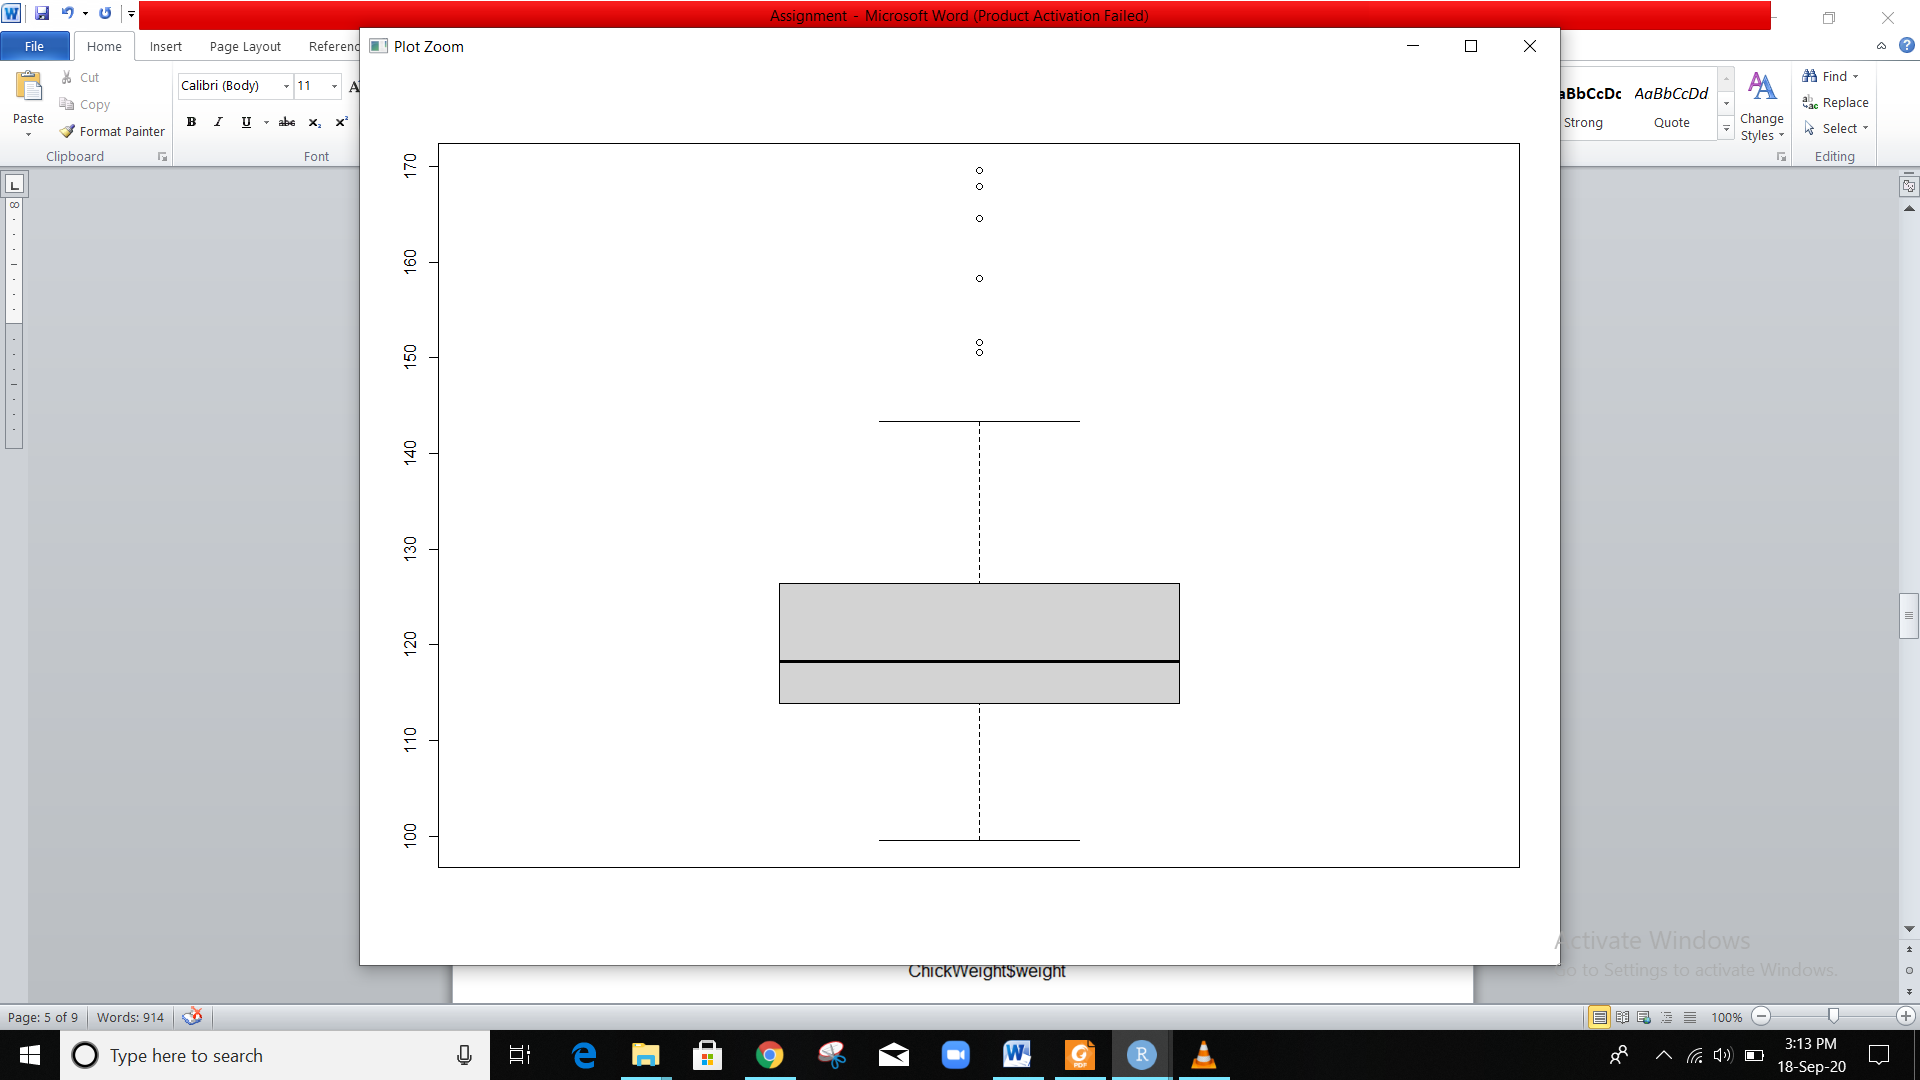 Assignment - Microsoft Word (Product Activation Failed)
Plot Zoom
File Home Insert Page Layout
Calibri (Body) 11
Cut
Copy
Format Painter
Paste
Clipboard
Font
B I U abc x₂ x²
AaBbCcDd
Strong Quote
Change
Styles
Find
Replace
Select
Editing
170
160
150
140
130
120
110
100
Activate Windows
Go to Settings to activate Windows.
ChickWeight$weight
Page: 5 of 9 Words: 914
100%
Type here to search
3:13 PM
18-Sep-20